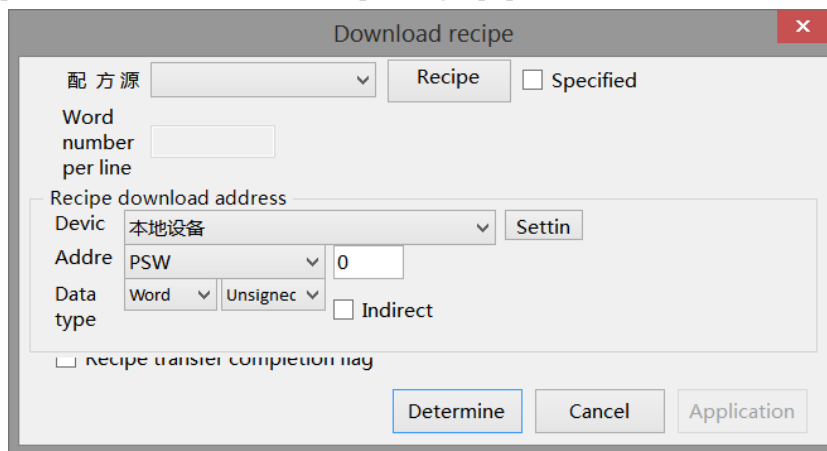 Download recipe
配方源 Recipe Specified
Word
numbe
per line
Recipe download address
Devic 本地设备 Settin
Addre PSW 0
Data Word Unsignec
type Indirect
Recipe transfer completion flag
Determine Cancel Application